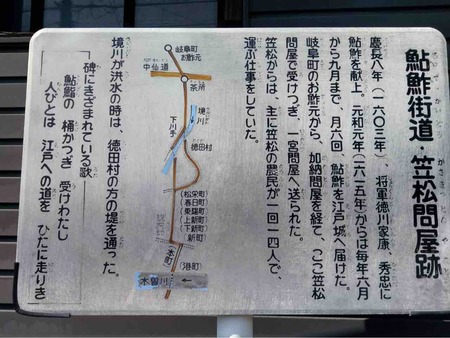 鮎鮓街道・笠松問屋跡
慶長八年(一六〇三年)、将軍徳川家康、秀忠に
鮎鮓を献上。元和元年(一六一五年)からは毎年六月
から九月まで、月六回、鮎鮓を江戸城へ届けた。
岐阜町のお鮓元から、加納問屋を経て、ここ笠松
問屋で受けつぎ、一宮問屋へ送られた。
笠松からは、主に笠松の農民が一回一四人で、
運ぶ仕事をしていた。
岐阜町
お鮓元
中仙道
茶所
境川
下川手
徳田村
(松栄町)
(春日町)
(東陽町)
(上新町)
(下新町)
新町
本町
(港町)
木曽川
境川が洪水の時は、徳田村の方の堤を通った。
「碑にきざまれている歌
鮎鮨の 桶かつぎ 受けわたし
人びとは 江戸への道を ひたに走りき